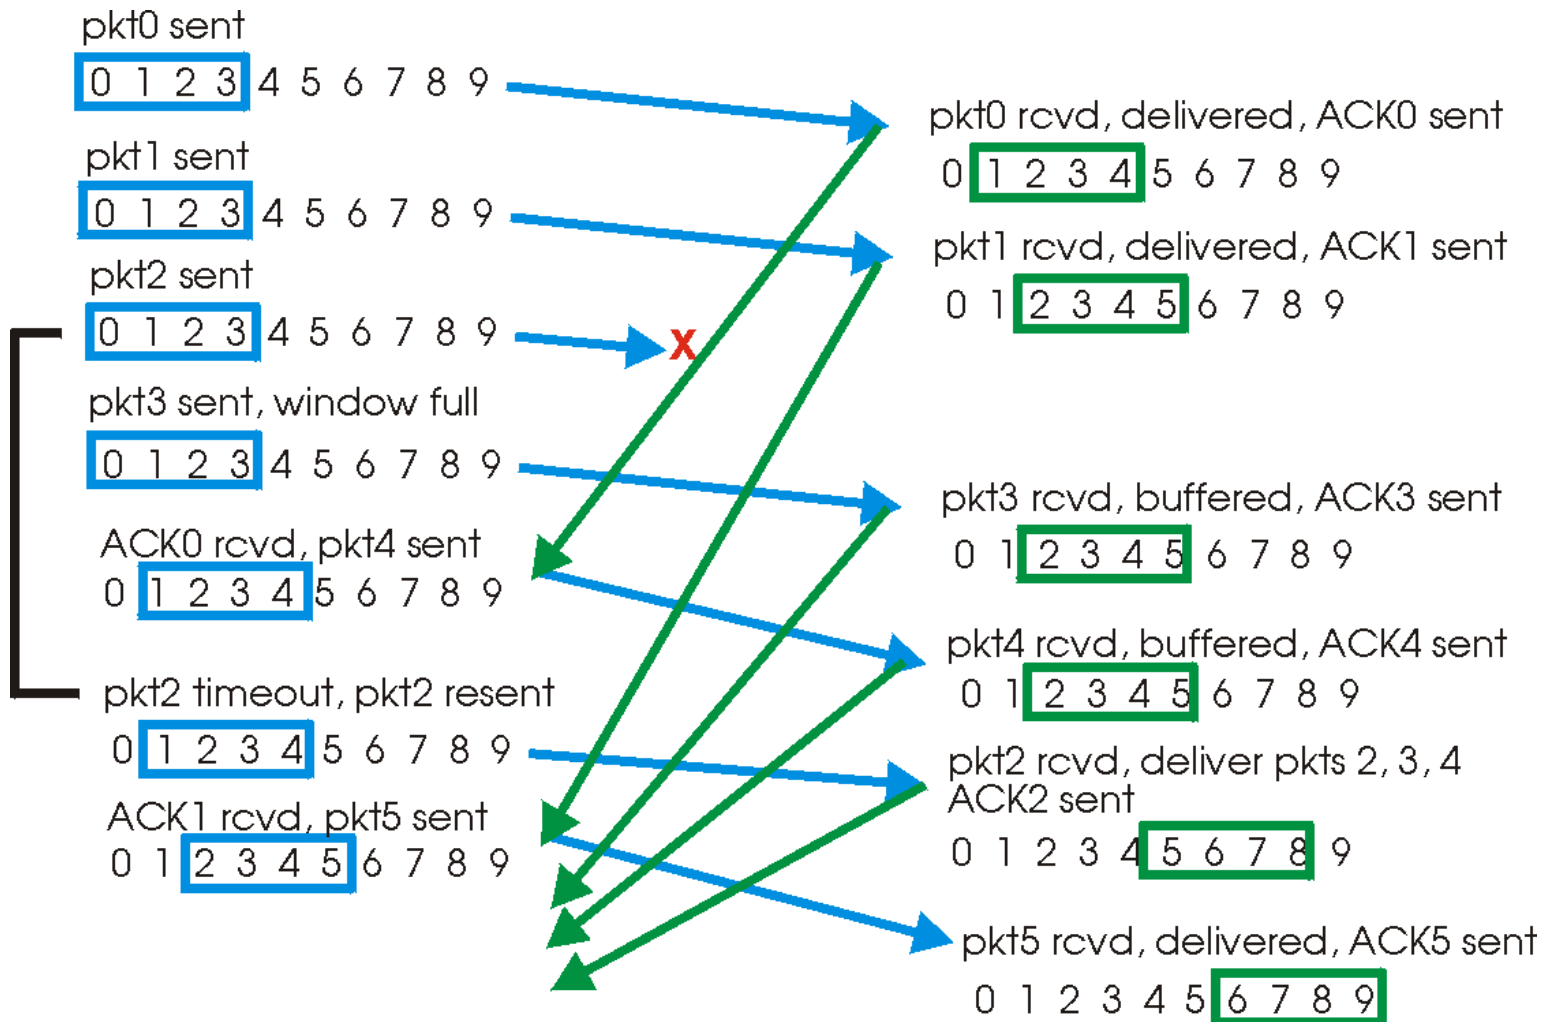 pkt0 sent
0 1 2 3 4 5 6 7 8 9
pkt1 sent
0 1 2 3 4 5 6 7 8 9
pkt2 sent
0 1 2 3 4 5 6 7 8 9
X
pkt3 sent, window full
0 1 2 3 4 5 6 7 8 9
ACK0 rcvd, pkt4 sent
0 1 2 3 4 5 6 7 8 9
pkt2 timeout, pkt2 resent
0 1 2 3 4 5 6 7 8 9
ACK1 rcvd, pkt5 sent
0 1 2 3 4 5 6 7 8 9
pkt0 rcvd, delivered, ACK0 sent
0 1 2 3 4 5 6 7 8 9
pkt1 rcvd, delivered, ACK1 sent
0 1 2 3 4 5 6 7 8 9
pkt3 rcvd, buffered, ACK3 sent
0 1 2 3 4 5 6 7 8 9
pkt4 rcvd, buffered, ACK4 sent
0 1 2 3 4 5 6 7 8 9
pkt2 rcvd, deliver pkts 2, 3, 4
ACK2 sent
0 1 2 3 4 5 6 7 8 9
pkt5 rcvd, delivered, ACK5 sent
0 1 2 3 4 5 6 7 8 9